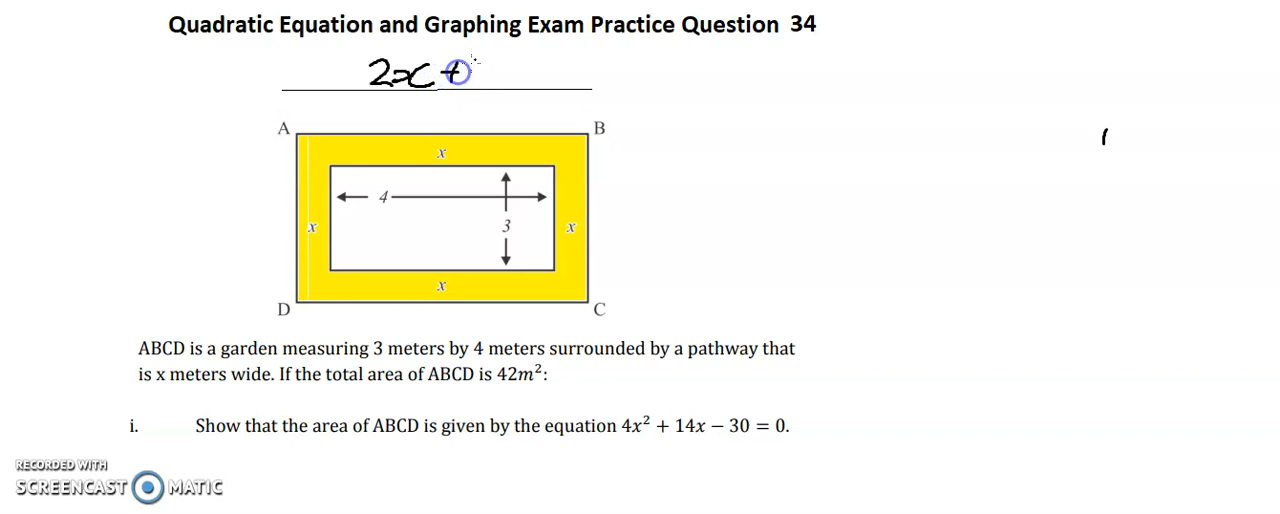 Quadratic Equation and Graphing Exam Practice Question 34
2x +
A
B
x
4
x
3
x
x
D
C
ABCD is a garden measuring 3 meters by 4 meters surrounded by a pathway that
is x meters wide. If the total area of ABCD is 42m²:
i. Show that the area of ABCD is given by the equation 4x² + 14x − 30 = 0.
RECORDED WITH
SCREENCAST MATIC